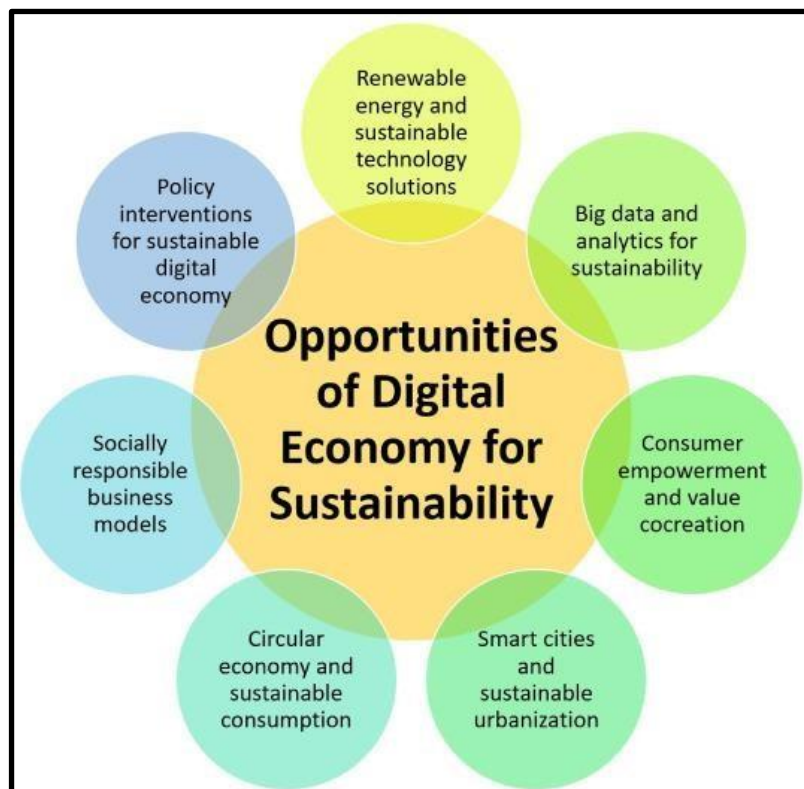 Renewable
energy and
sustainable
technology
solutions
Big data and
analytics for
sustainability
Consumer
empowerment
and value
cocreation
Smart cities
and
sustainable
urbanization
Circular
economy and
sustainable
consumption
Socially
responsible
business
models
Policy
interventions
for sustainable
digital
economy
Opportunities
of Digital
Economy for
Sustainability